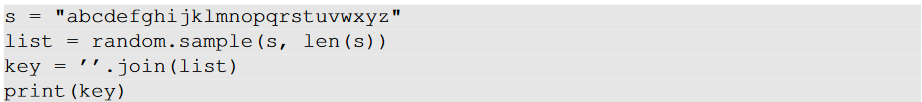 s = "abcdefghijklmnopqrstuvwxyz"
list = random.sample(s, len(s))
key = ’’.join(list)
print(key)